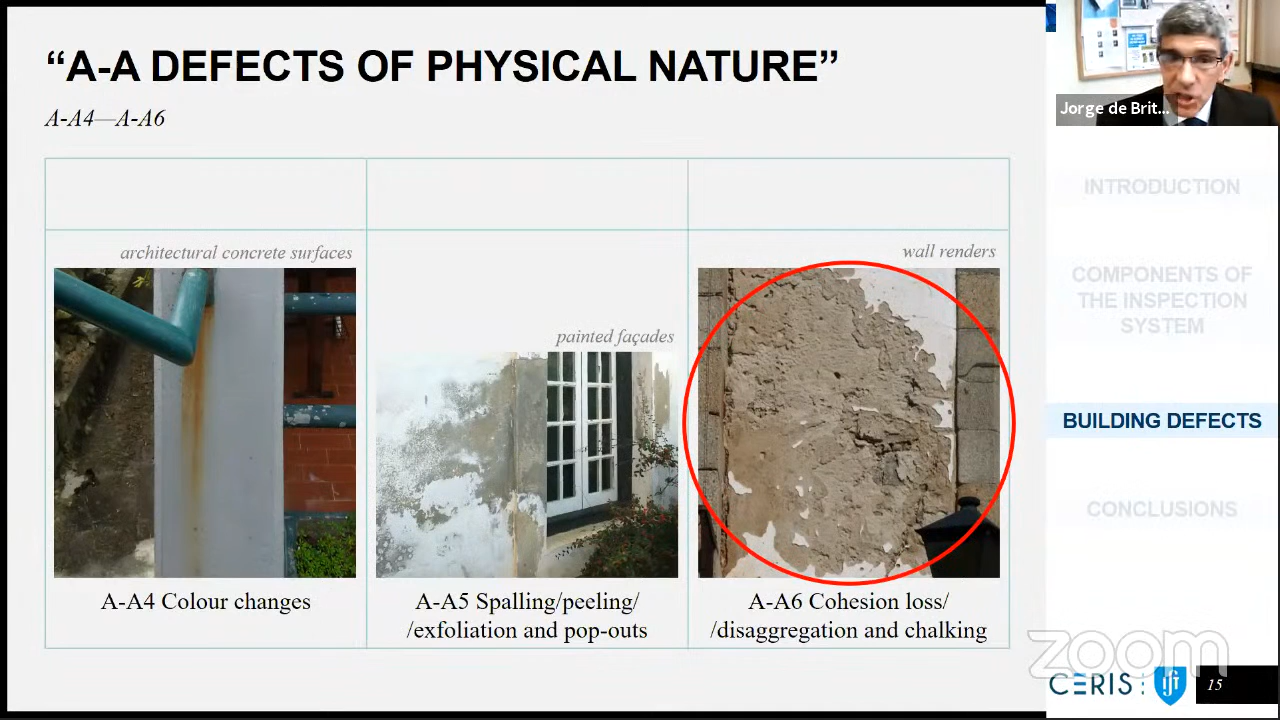 “A-A DEFECTS OF PHYSICAL NATURE”
A-A4—A-A6
architectural concrete surfaces
painted façades
wall renders
A-A4 Colour changes
A-A5 Spalling/peeling/
/exfoliation and pop-outs
A-A6 Cohesion loss/
/disaggregation and chalking
Jorge de Brit...
INTRODUCTION
COMPONENTS OF
THE INSPECTION
SYSTEM
BUILDING DEFECTS
CONCLUSIONS
zoom
CERIS
15